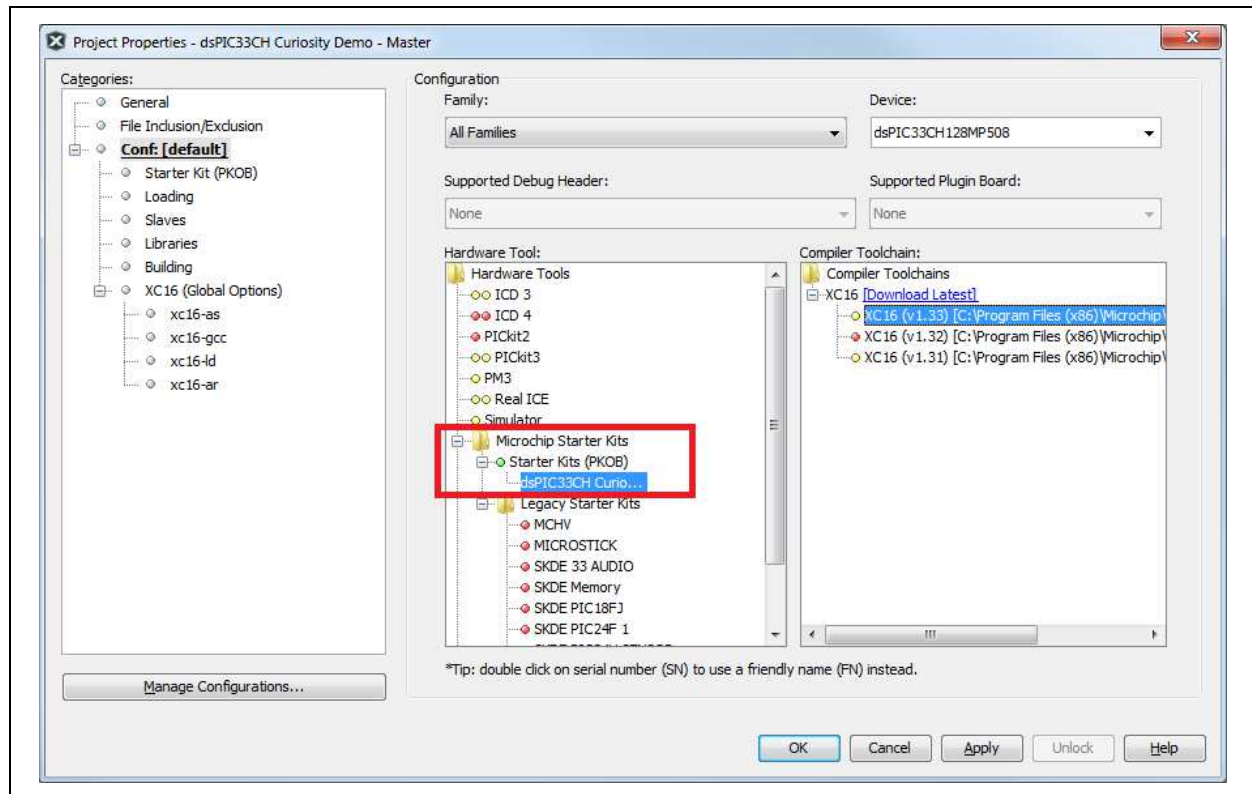 Project Properties - dsPIC33CH Curiosity Demo - Master
Categories:
General
File Inclusion/Exclusion
Conf: [default]
Starter Kit (PKOB)
Loading
Slaves
Libraries
Building
XC16 (Global Options)
xc16-as
xc16-gcc
xc16-ld
xc16-ar
Manage Configurations...
Configuration
Family:
Device:
All Families
dsPIC33CH128MP508
Supported Debug Header:
Supported Plugin Board:
None
None
Hardware Tool:
Hardware Tools
ICD 3
ICD 4
PICkit2
PICkit3
PM3
Real ICE
Simulator
Microchip Starter Kits
Starter Kits (PKOB)
dsPIC33CH Curio...
Legacy Starter Kits
MCHV
MICROSTICK
SKDE 33 AUDIO
SKDE Memory
SKDE PIC18FJ
SKDE PIC24F 1
Compiler Toolchain:
Compiler Toolchains
XC16 [Download Latest]
XC16 (v1.33) [C:\Program Files (x86)\Microchip\
XC16 (v1.32) [C:\Program Files (x86)\Microchip\
XC16 (v1.31) [C:\Program Files (x86)\Microchip\
*Tip: double click on serial number (SN) to use a friendly name (FN) instead.
OK Cancel Apply Unlock Help